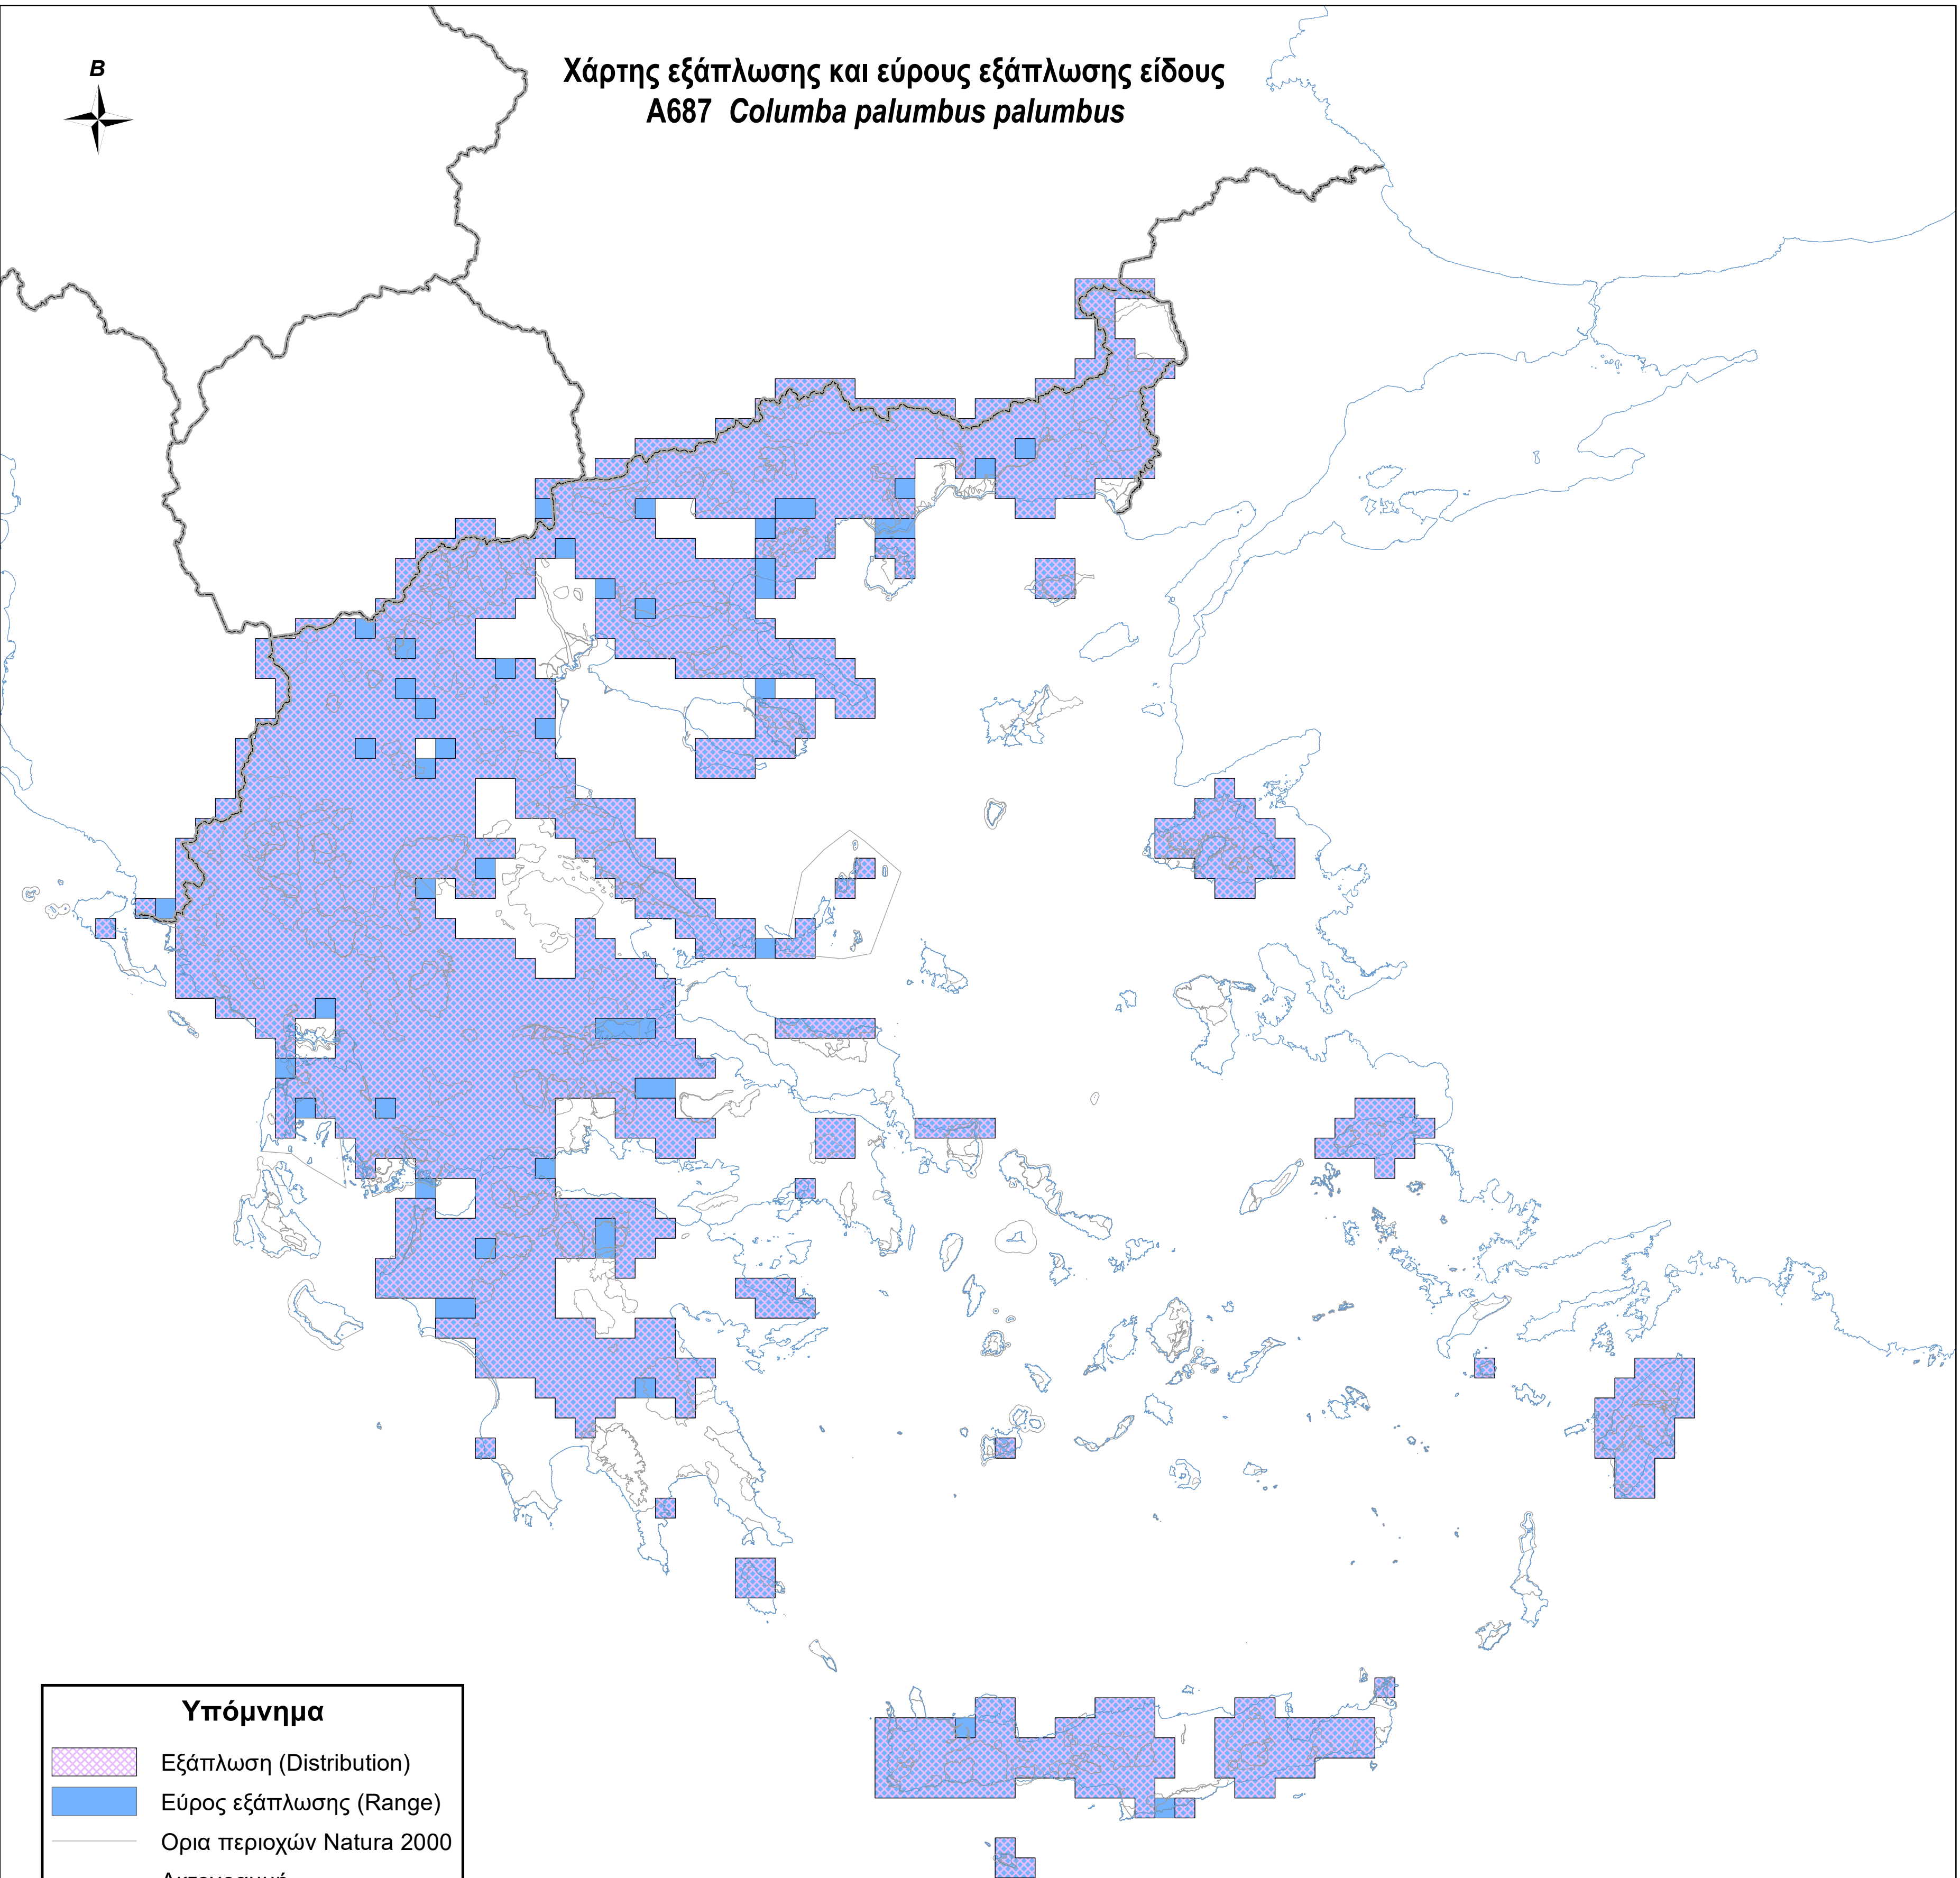 Χάρτης εξάπλωσης και εύρους εξάπλωσης είδους
A687 Columba palumbus palumbus
B
Υπόμνημα
Εξάπλωση (Distribution)
Εύρος εξάπλωσης (Range)
Ορια περιοχών Natura 2000